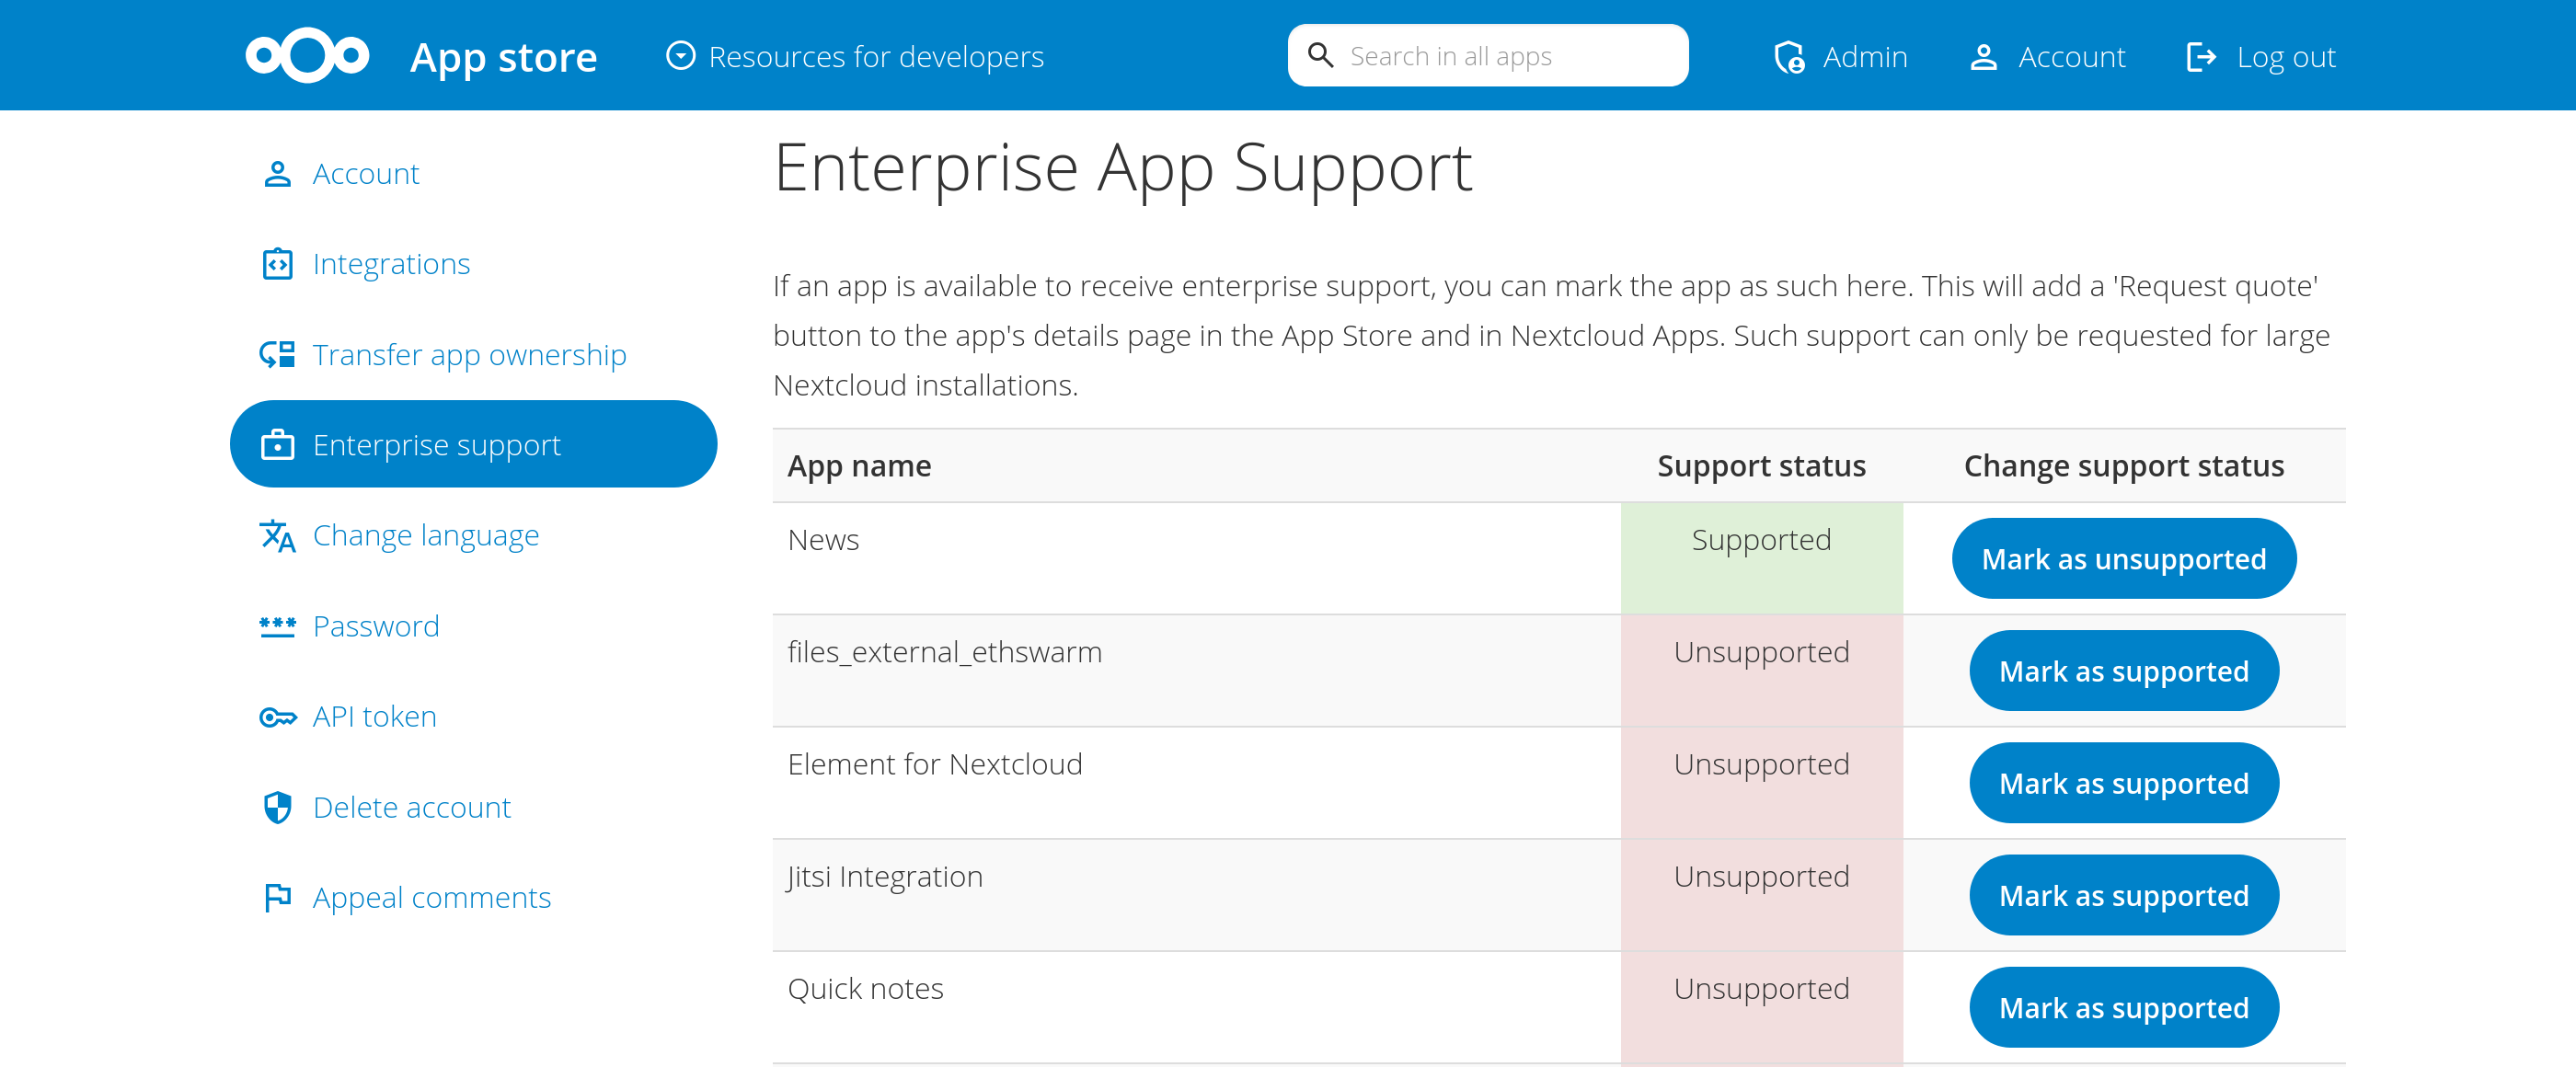 App store
Resources for developers
Search in all apps
Admin
Account
Log out
Account
Integrations
Transfer app ownership
Enterprise support
Change language
Password
API token
Delete account
Appeal comments
Enterprise App Support
If an app is available to receive enterprise support, you can mark the app as such here. This will add a 'Request quote'
button to the app's details page in the App Store and in Nextcloud Apps. Such support can only be requested for large
Nextcloud installations.
App name Support status Change support status
News Supported Mark as unsupported
files_external_ethswarm Unsupported Mark as supported
Element for Nextcloud Unsupported Mark as supported
Jitsi Integration Unsupported Mark as supported
Quick notes Unsupported Mark as supported